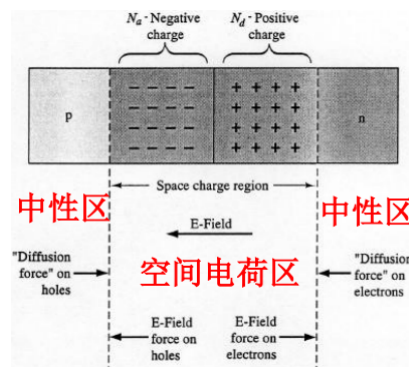 Na - Negative
charge
Nd - Positive
charge
p
− − − −
− − − −
− − − −
− − − −
+ + + +
+ + + +
+ + + +
+ + + +
n
Space charge region
中性区
中性区
E-Field
空间电荷区
"Diffusion
force" on
holes
"Diffusion
force" on
electrons
E-Field
force on
holes
E-Field
force on
electrons